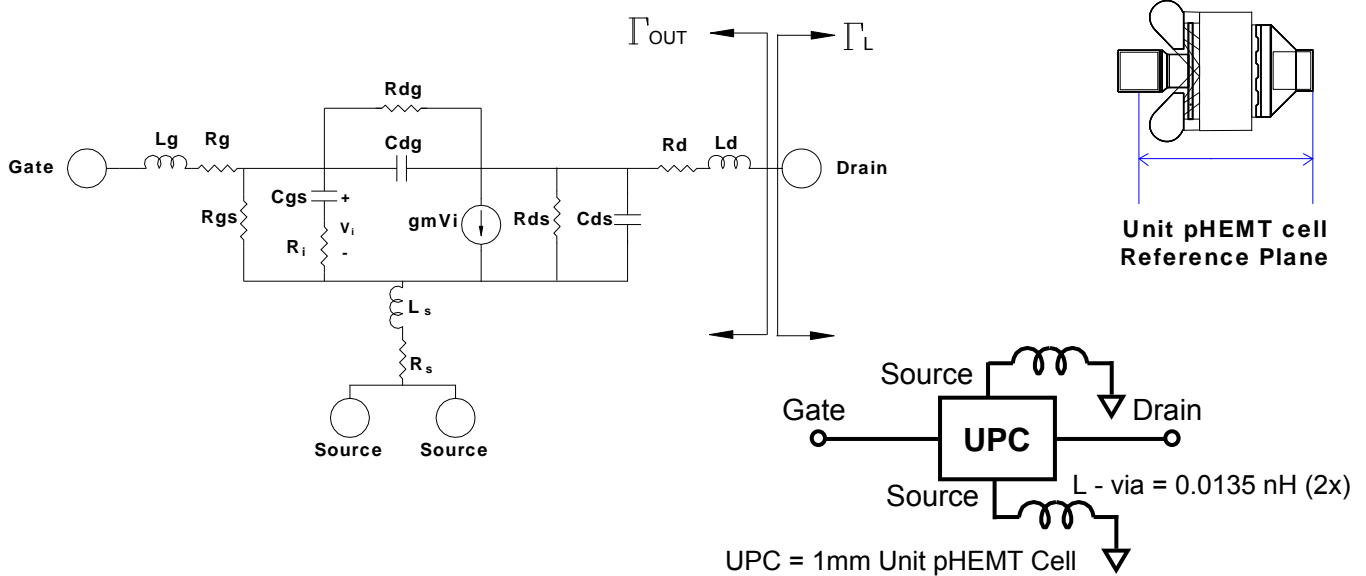 ΓOUT
ΓL
Rdg
Lg
Rg
Cdg
Rd
Ld
Gate
Drain
Cgs
+
Rgs
Vi
gmVi
Rds
Cds
Ri
-
Ls
Rs
Source
Source
Unit pHEMT cell
Reference Plane
Source
Gate
Drain
UPC
Source
L - via = 0.0135 nH (2x)
UPC = 1mm Unit pHEMT Cell